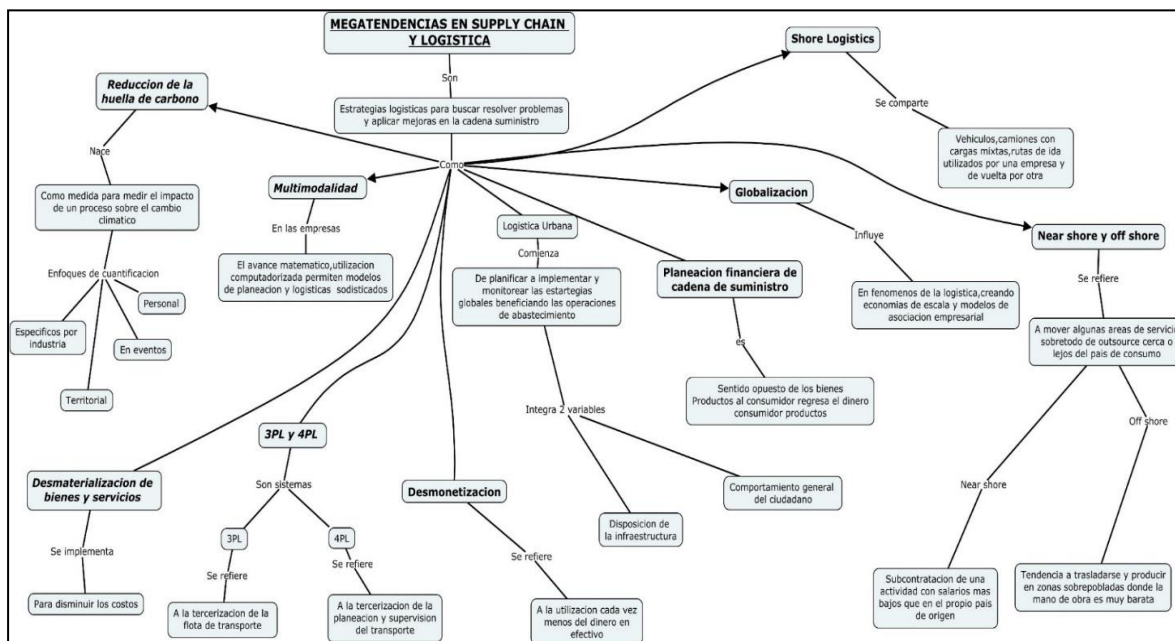 MEGATENDENCIAS EN SUPPLY CHAIN
Y LOGISTICA
Son
Estrategias logisticas para buscar resolver problemas
y aplicar mejoras en la cadena suministro
Como
Reduccion de la
huella de carbono
Nace
Como medida para medir el impacto
de un proceso sobre el cambio
climatico
Enfoques de cuantificacion
Personal
Especificos por
industria
En eventos
Territorial
Multimodalidad
En las empresas
El avance matematico,utilizacion
computadorizada permiten modelos
de planeacion y logisticas sodisticados
Logistica Urbana
Comienza
De planificar a implementar y
monitorear las estartegias
globales beneficiando las operaciones
de abastecimiento
Integra 2 variables
Disposicion de
la infraestructura
Comportamiento general
del ciudadano
Planeacion financiera de
cadena de suministro
es
Sentido opuesto de los bienes
Productos al consumidor regresa el dinero
consumidor productos
Globalizacion
Influye
En fenomenos de la logistica,creando
economias de escala y modelos de
asociacion empresarial
Shore Logistics
Se comparte
Vehiculos,camiones con
cargas mixtas,rutas de ida
utilizados por una empresa y
de vuelta por otra
Near shore y off shore
Se refiere
A mover algunas areas de servicio
sobretodo de outsource cerca o
lejos del pais de consumo
Near shore
Subcontratacion de una
actividad con salarios mas
bajos que en el propio pais
de origen
Off shore
Tendencia a trasladarse y producir
en zonas sobrepobladas donde la
mano de obra es muy barata
Desmaterializacion de
bienes y servicios
Se implementa
Para disminuir los costos
3PL y 4PL
Son sistemas
3PL
Se refiere
A la tercerizacion de la
flota de transporte
4PL
Se refiere
A la tercerizacion de la
planeacion y supervision
del transporte
Desmonetizacion
Se refiere
A la utilizacion cada vez
menos del dinero en
efectivo